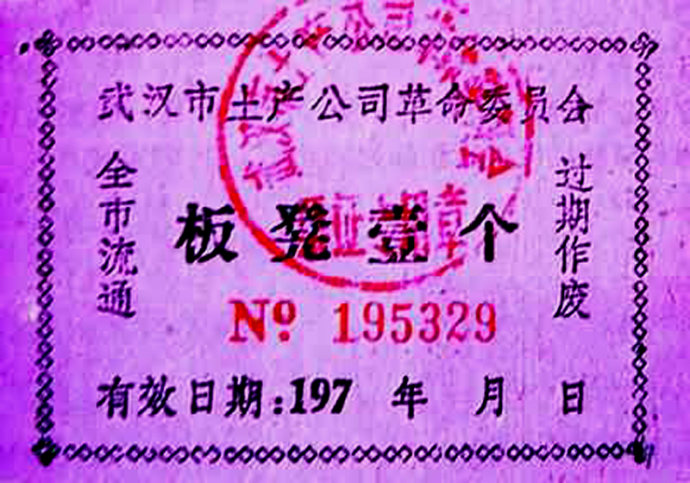 武汉市土产公司革命委员会
全市流通
板凳壹个
过期作废
Nº 195329
有效日期:197 年 月 日